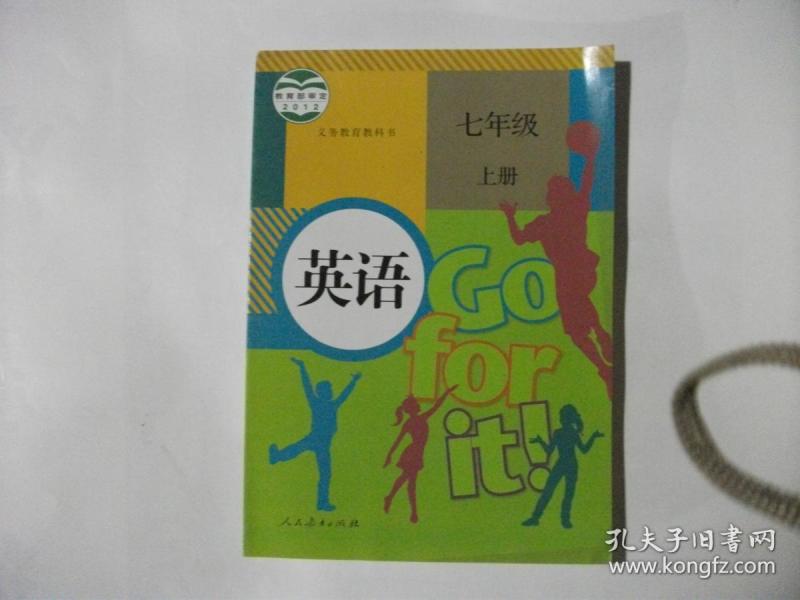 教育部审定
2012
义务教育教科书
七年级
上册
英语
Go
for
it!
人民教育出版社
孔夫子旧书网
www.kongfz.com